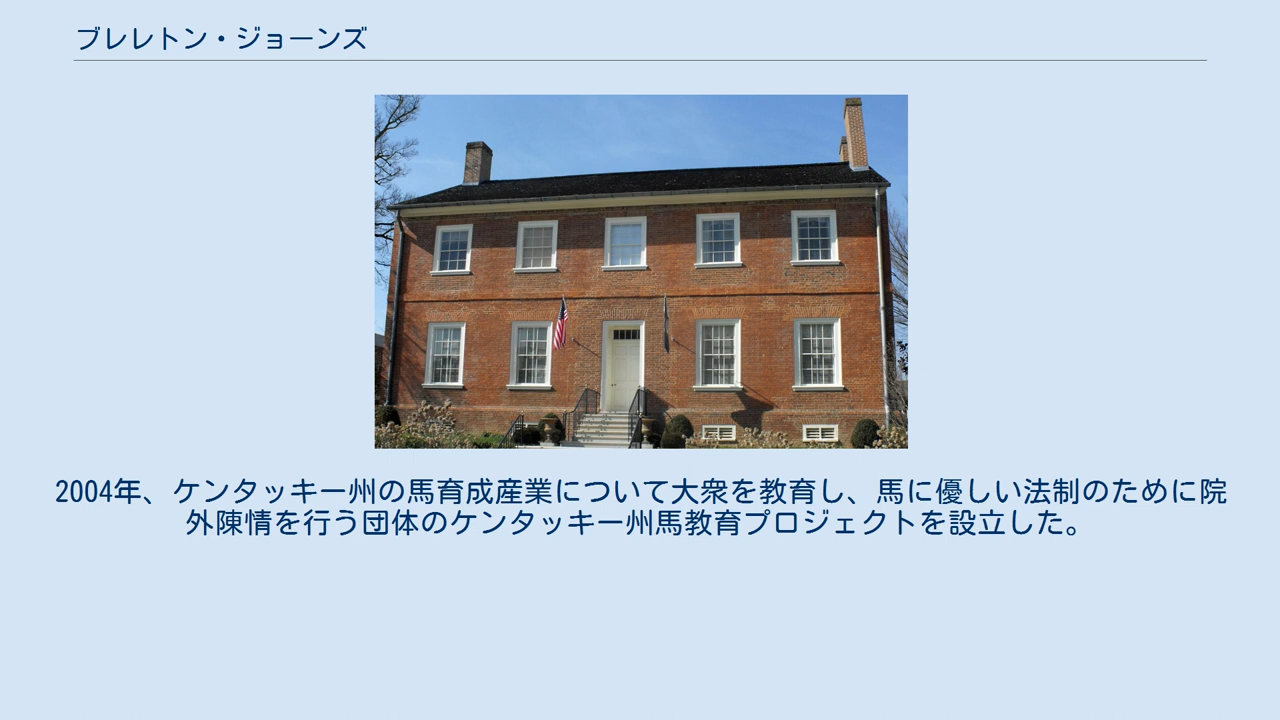 ブレレトン・ジョーンズ
2004年、ケンタッキー州の馬育成産業について大衆を教育し、馬に優しい法制のために院
外陳情を行う団体のケンタッキー州馬教育プロジェクトを設立した。